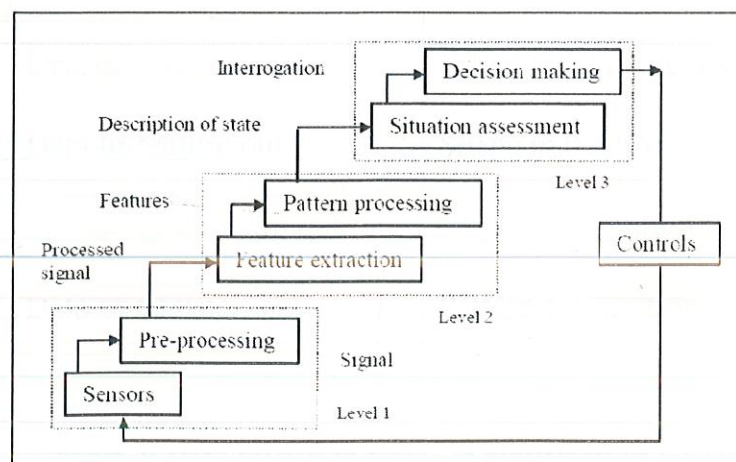 Interrogation
Decision making
Description of state
Situation assessment
Level 3
Features
Pattern processing
Controls
Processed
signal
Feature extraction
Level 2
Pre-processing
Signal
Sensors
Level 1